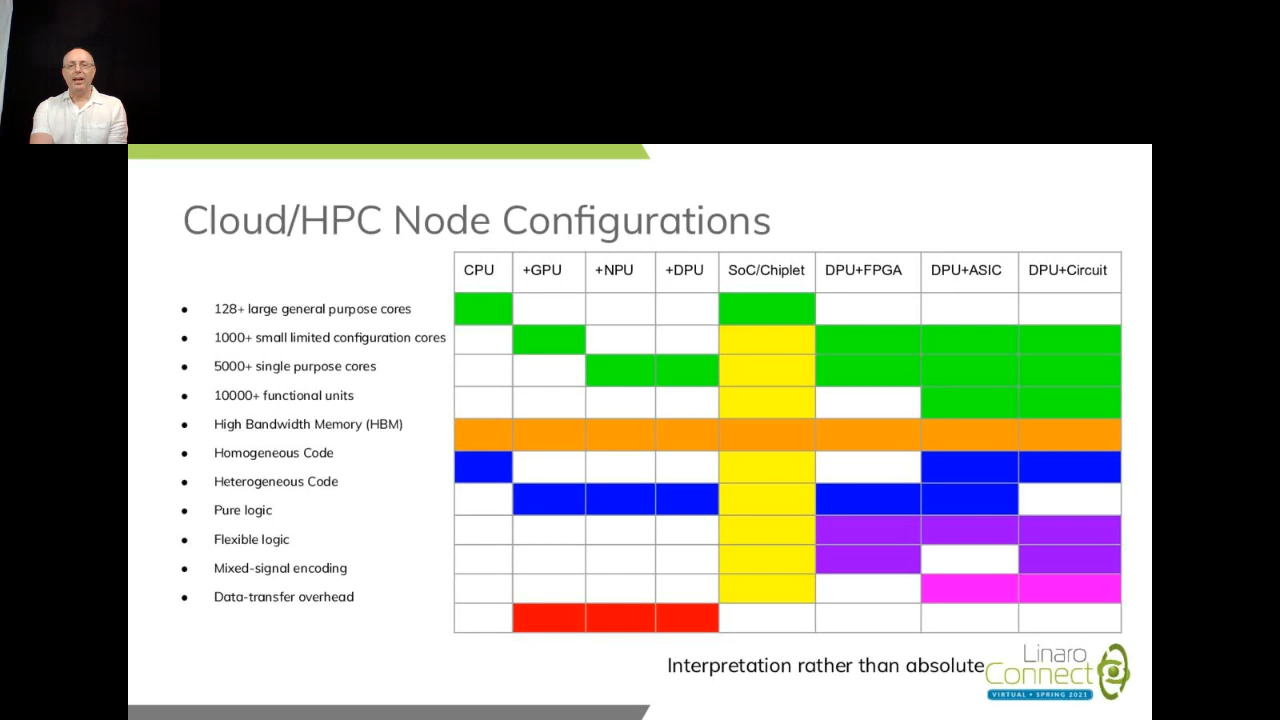 Cloud/HPC Node Configurations
CPU +GPU +NPU +DPU SoC/Chiplet DPU+FPGA DPU+ASIC DPU+Circuit
• 128+ large general purpose cores
• 1000+ small limited configuration cores
• 5000+ single purpose cores
• 10000+ functional units
• High Bandwidth Memory (HBM)
• Homogeneous Code
• Heterogeneous Code
• Pure logic
• Flexible logic
• Mixed-signal encoding
• Data-transfer overhead
Interpretation rather than absolute
Linaro
Connect
VIRTUAL • SPRING 2021